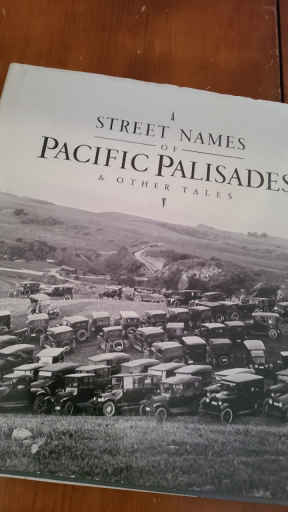 STREET NAMES
OF
PACIFIC PALISADES
& OTHER TALES